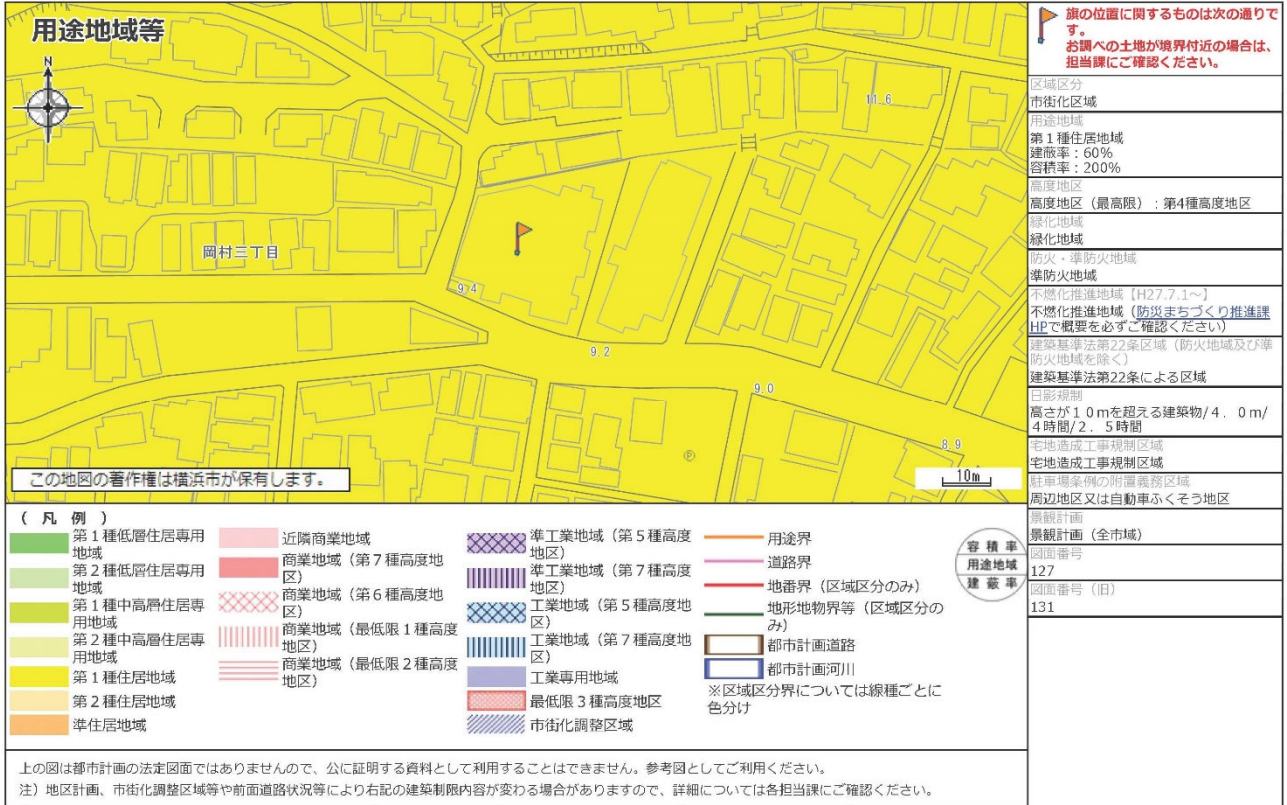 用途地域等
N
11.6
岡村三丁目
9.4
9.2
9.0
8.9
Ⓟ
この地図の著作権は横浜市が保有します。
10m
旗の位置に関するものは次の通りで
す。
お調べの土地が境界付近の場合は、
担当課にご確認ください。
区域区分
市街化区域
用途地域
第1種住居地域
建蔽率：60%
容積率：200%
高度地区
高度地区（最高限）：第4種高度地区
緑化地域
緑化地域
防火・準防火地域
準防火地域
不燃化推進地域【H27.7.1～】
不燃化推進地域（防災まちづくり推進課
HPで概要を必ずご確認ください）
建築基準法第22条区域（防火地域及び準
防火地域を除く）
建築基準法第22条による区域
日影規制
高さが１０mを超える建築物/４．０m/
４時間/２．５時間
宅地造成工事規制区域
宅地造成工事規制区域
駐車場条例の附置義務区域
周辺地区又は自動車ふくそう地区
景観計画
景観計画（全市域）
図面番号
127
図面番号（旧）
131
（ 凡 例 ）
第１種低層住居専用
地域
第２種低層住居専用
地域
第１種中高層住居専
用地域
第２種中高層住居専
用地域
第１種住居地域
第２種住居地域
準住居地域
近隣商業地域
商業地域（第７種高度地
区）
商業地域（第６種高度地
区）
商業地域（最低限１種高度
地区）
商業地域（最低限２種高度
地区）
準工業地域（第５種高度
地区）
準工業地域（第７種高度
地区）
工業地域（第５種高度地
区）
工業地域（第７種高度地
区）
工業専用地域
最低限３種高度地区
市街化調整区域
用途界
道路界
地番界（区域区分のみ）
地形地物界等（区域区分の
み）
都市計画道路
都市計画河川
※区域区分界については線種ごとに
色分け
容 積 率
用途地域
建 蔽 率
上の図は都市計画の法定図面ではありませんので、公に証明する資料として利用することはできません。参考図としてご利用ください。
注）地区計画、市街化調整区域等や前面道路状況等により右記の建築制限内容が変わる場合がありますので、詳細については各担当課にご確認ください。